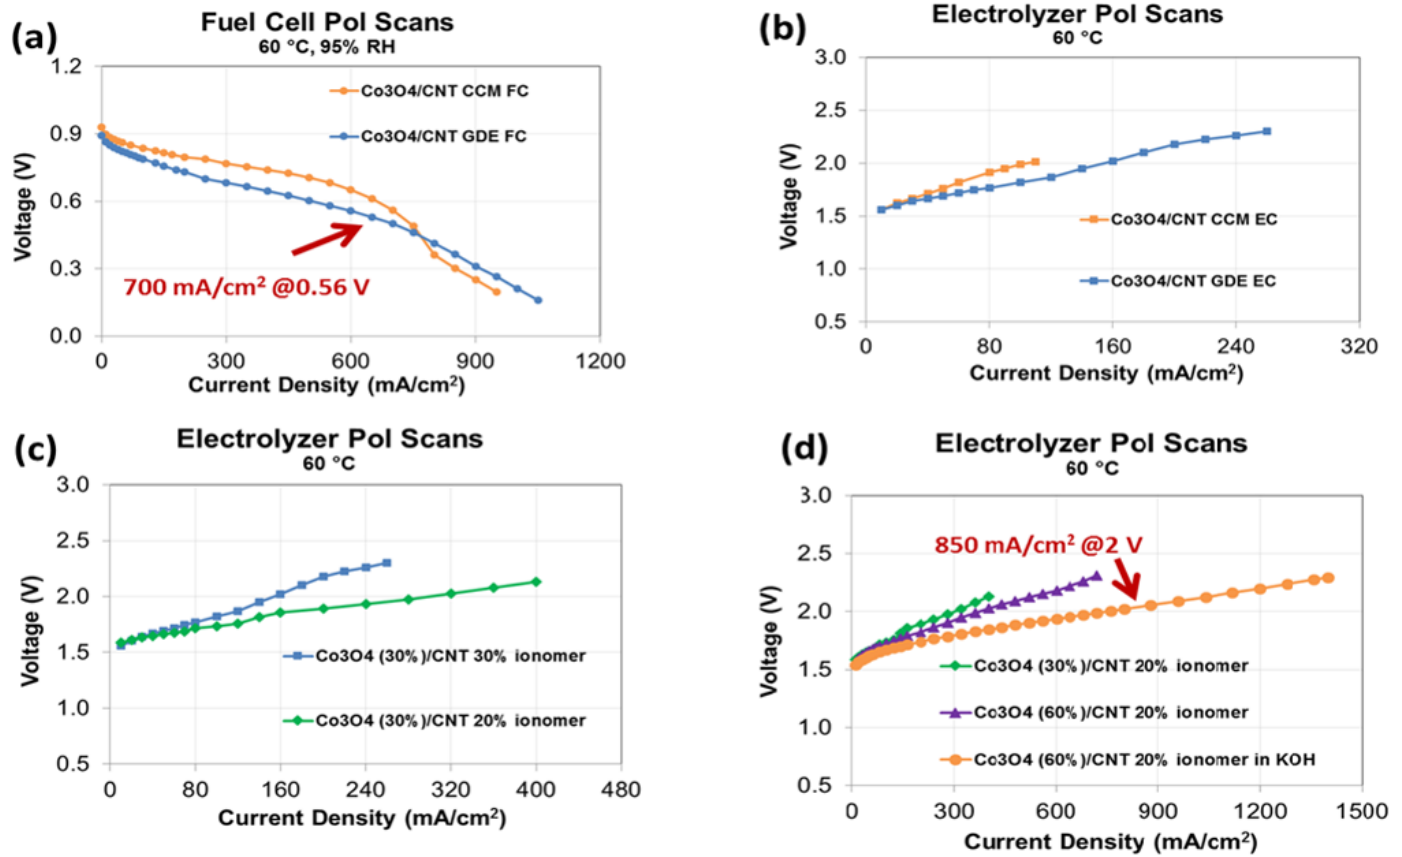 (a)
Fuel Cell Pol Scans
60 °C, 95% RH
1.2
0.9
0.6
0.3
0.0
Voltage (V)
Co3O4/CNT CCM FC
Co3O4/CNT GDE FC
700 mA/cm² @0.56 V
0 300 600 900 1200
Current Density (mA/cm²)
(b)
Electrolyzer Pol Scans
60 °C
3.0
2.5
2.0
1.5
1.0
0.5
Voltage (V)
Co3O4/CNT CCM EC
Co3O4/CNT GDE EC
0 80 160 240 320
Current Density (mA/cm²)
(c)
Electrolyzer Pol Scans
60 °C
3.0
2.5
2.0
1.5
1.0
0.5
Voltage (V)
Co3O4 (30%)/CNT 30% ionomer
Co3O4 (30%)/CNT 20% ionomer
0 80 160 240 320 400 480
Current Density (mA/cm²)
(d)
Electrolyzer Pol Scans
60 °C
3.0
2.5
2.0
1.5
1.0
0.5
Voltage (V)
850 mA/cm² @2 V
Co3O4 (30%)/CNT 20% ionomer
Co3O4 (60%)/CNT 20% ionomer
Co3O4 (60%)/CNT 20% ionomer in KOH
0 300 600 900 1200 1500
Current Density (mA/cm²)